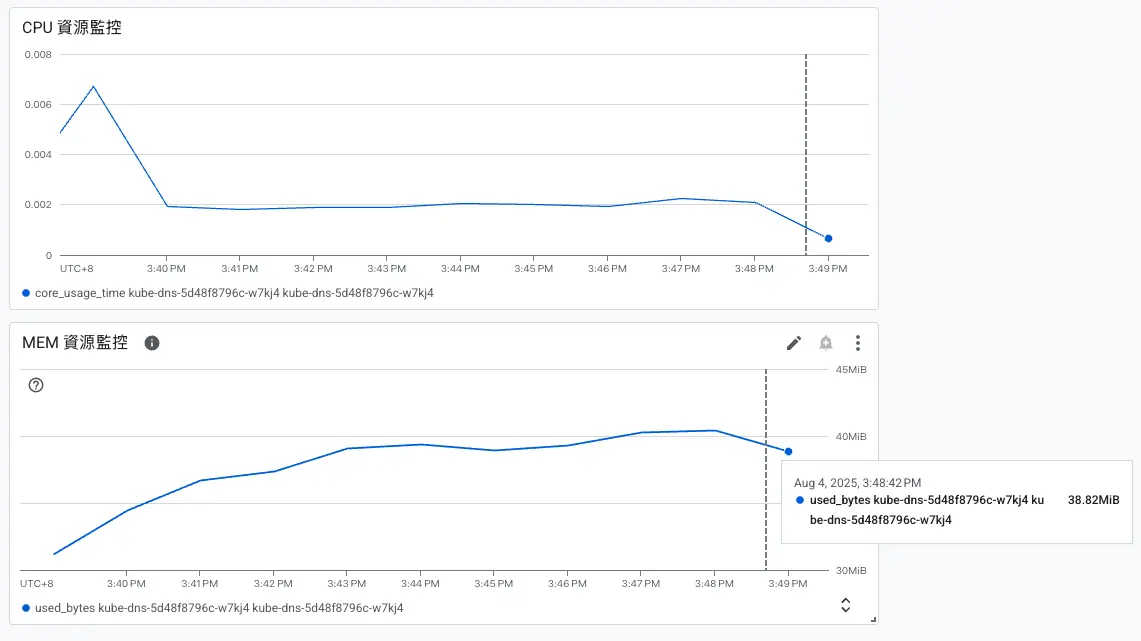 CPU 資源監控
0.008
0.006
0.004
0.002
0
UTC+8 3:40 PM 3:41 PM 3:42 PM 3:43 PM 3:44 PM 3:45 PM 3:46 PM 3:47 PM 3:48 PM 3:49 PM
core_usage_time kube-dns-5d48f8796c-w7kj4 kube-dns-5d48f8796c-w7kj4
MEM 資源監控
45MiB
40MiB
Aug 4, 2025, 3:48:42 PM
used_bytes kube-dns-5d48f8796c-w7kj4 ku 38.82MiB
be-dns-5d48f8796c-w7kj4
30MiB
UTC+8 3:40 PM 3:41 PM 3:42 PM 3:43 PM 3:44 PM 3:45 PM 3:46 PM 3:47 PM 3:48 PM 3:49 PM
used_bytes kube-dns-5d48f8796c-w7kj4 kube-dns-5d48f8796c-w7kj4